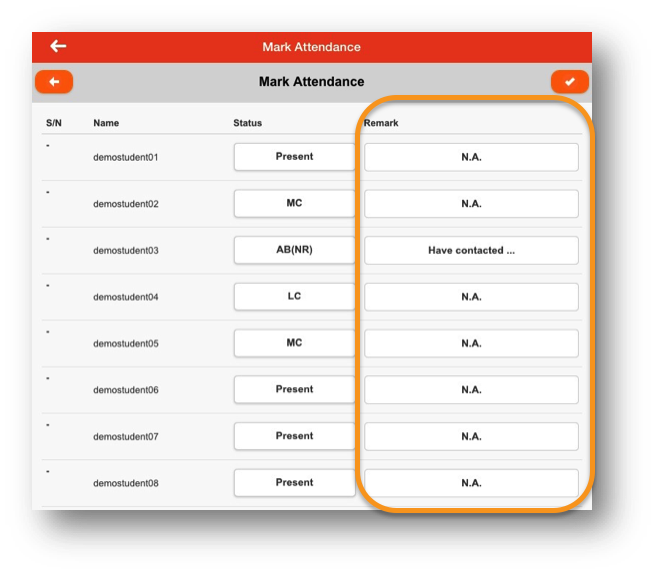 Mark Attendance
Mark Attendance
S/N Name Status Remark
- demostudent01 Present N.A.
- demostudent02 MC N.A.
- demostudent03 AB(NR) Have contacted ...
- demostudent04 LC N.A.
- demostudent05 MC N.A.
- demostudent06 Present N.A.
- demostudent07 Present N.A.
- demostudent08 Present N.A.